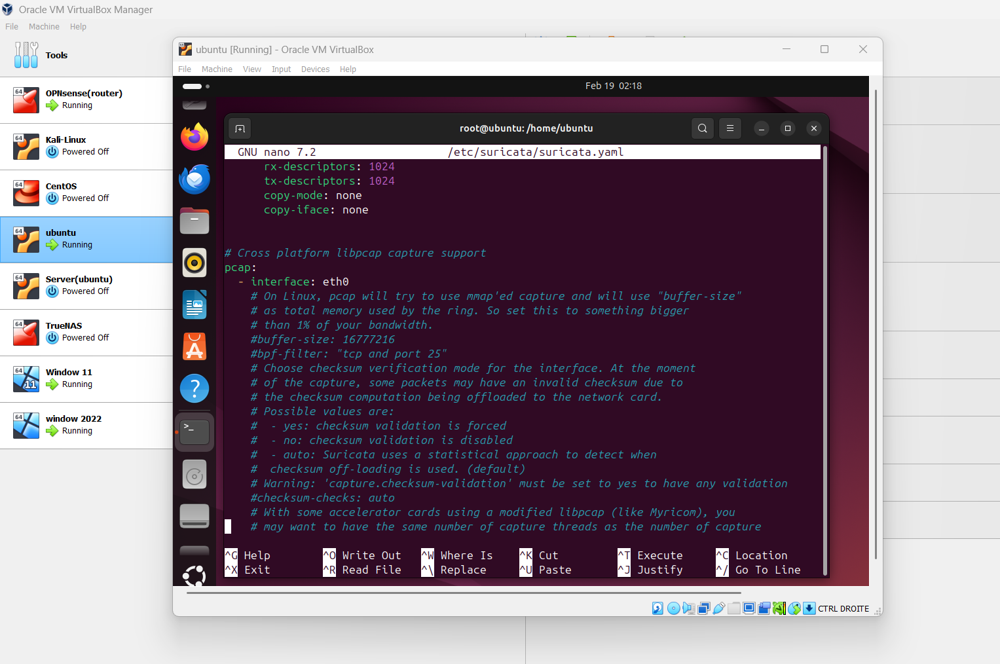 Oracle VM VirtualBox Manager
File Machine Help
Tools
64
OPNsense(router)
Running
64
Kali-Linux
Powered Off
64
CentOS
Powered Off
64
ubuntu
Running
64
Server(ubuntu)
Powered Off
64
TrueNAS
Powered Off
64
11
Window 11
Running
64
window 2022
Running
ubuntu [Running] - Oracle VM VirtualBox
File Machine View Input Devices Help
Feb 19 02:18
root@ubuntu: /home/ubuntu
GNU nano 7.2 /etc/suricata/suricata.yaml
rx-descriptors: 1024
tx-descriptors: 1024
copy-mode: none
copy-iface: none
# Cross platform libpcap capture support
pcap:
- interface: eth0
# On Linux, pcap will try to use mmap'ed capture and will use "buffer-size"
# as total memory used by the ring. So set this to something bigger
# than 1% of your bandwidth.
#buffer-size: 16777216
#bpf-filter: "tcp and port 25"
# Choose checksum verification mode for the interface. At the moment
# of the capture, some packets may have an invalid checksum due to
# the checksum computation being offloaded to the network card.
# Possible values are:
# - yes: checksum validation is forced
# - no: checksum validation is disabled
# - auto: Suricata uses a statistical approach to detect when
# checksum off-loading is used. (default)
# Warning: 'capture.checksum-validation' must be set to yes to have any validation
#checksum-checks: auto
# With some accelerator cards using a modified libpcap (like Myricom), you
# may want to have the same number of capture threads as the number of capture
^G Help ^O Write Out ^W Where Is ^K Cut ^T Execute ^C Location
^X Exit ^R Read File ^\ Replace ^U Paste ^J Justify ^/ Go To Line
CTRL DROITE